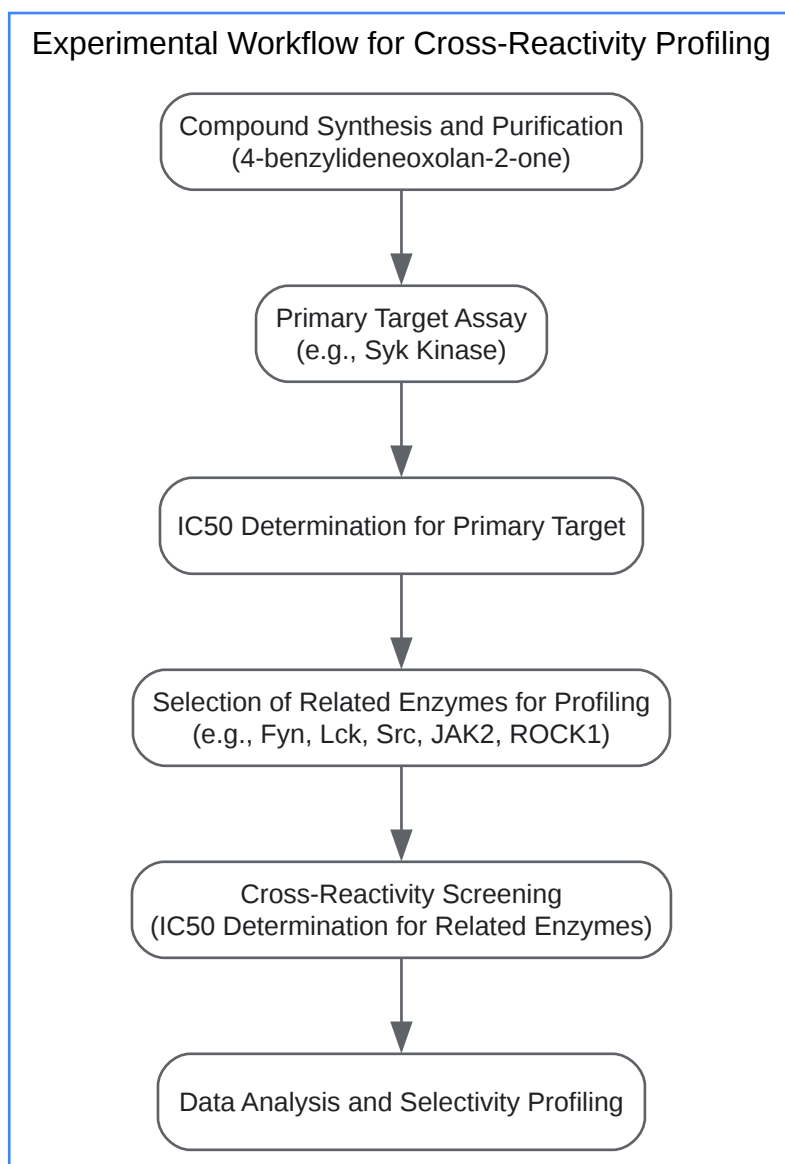 Experimental Workflow for Cross-Reactivity Profiling
Compound Synthesis and Purification
(4-benzylideneoxolan-2-one)
Primary Target Assay
(e.g., Syk Kinase)
IC50 Determination for Primary Target
Selection of Related Enzymes for Profiling
(e.g., Fyn, Lck, Src, JAK2, ROCK1)
Cross-Reactivity Screening
(IC50 Determination for Related Enzymes)
Data Analysis and Selectivity Profiling